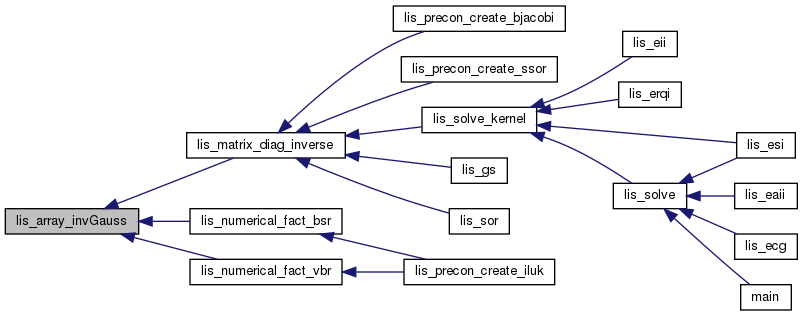 lis_precon_create_bjacobi
lis_eii
lis_precon_create_ssor
lis_erqi
lis_solve_kernel
lis_matrix_diag_inverse
lis_esi
lis_gs
lis_solve
lis_eaii
lis_array_invGauss
lis_numerical_fact_bsr
lis_sor
lis_ecg
lis_numerical_fact_vbr
lis_precon_create_iluk
main